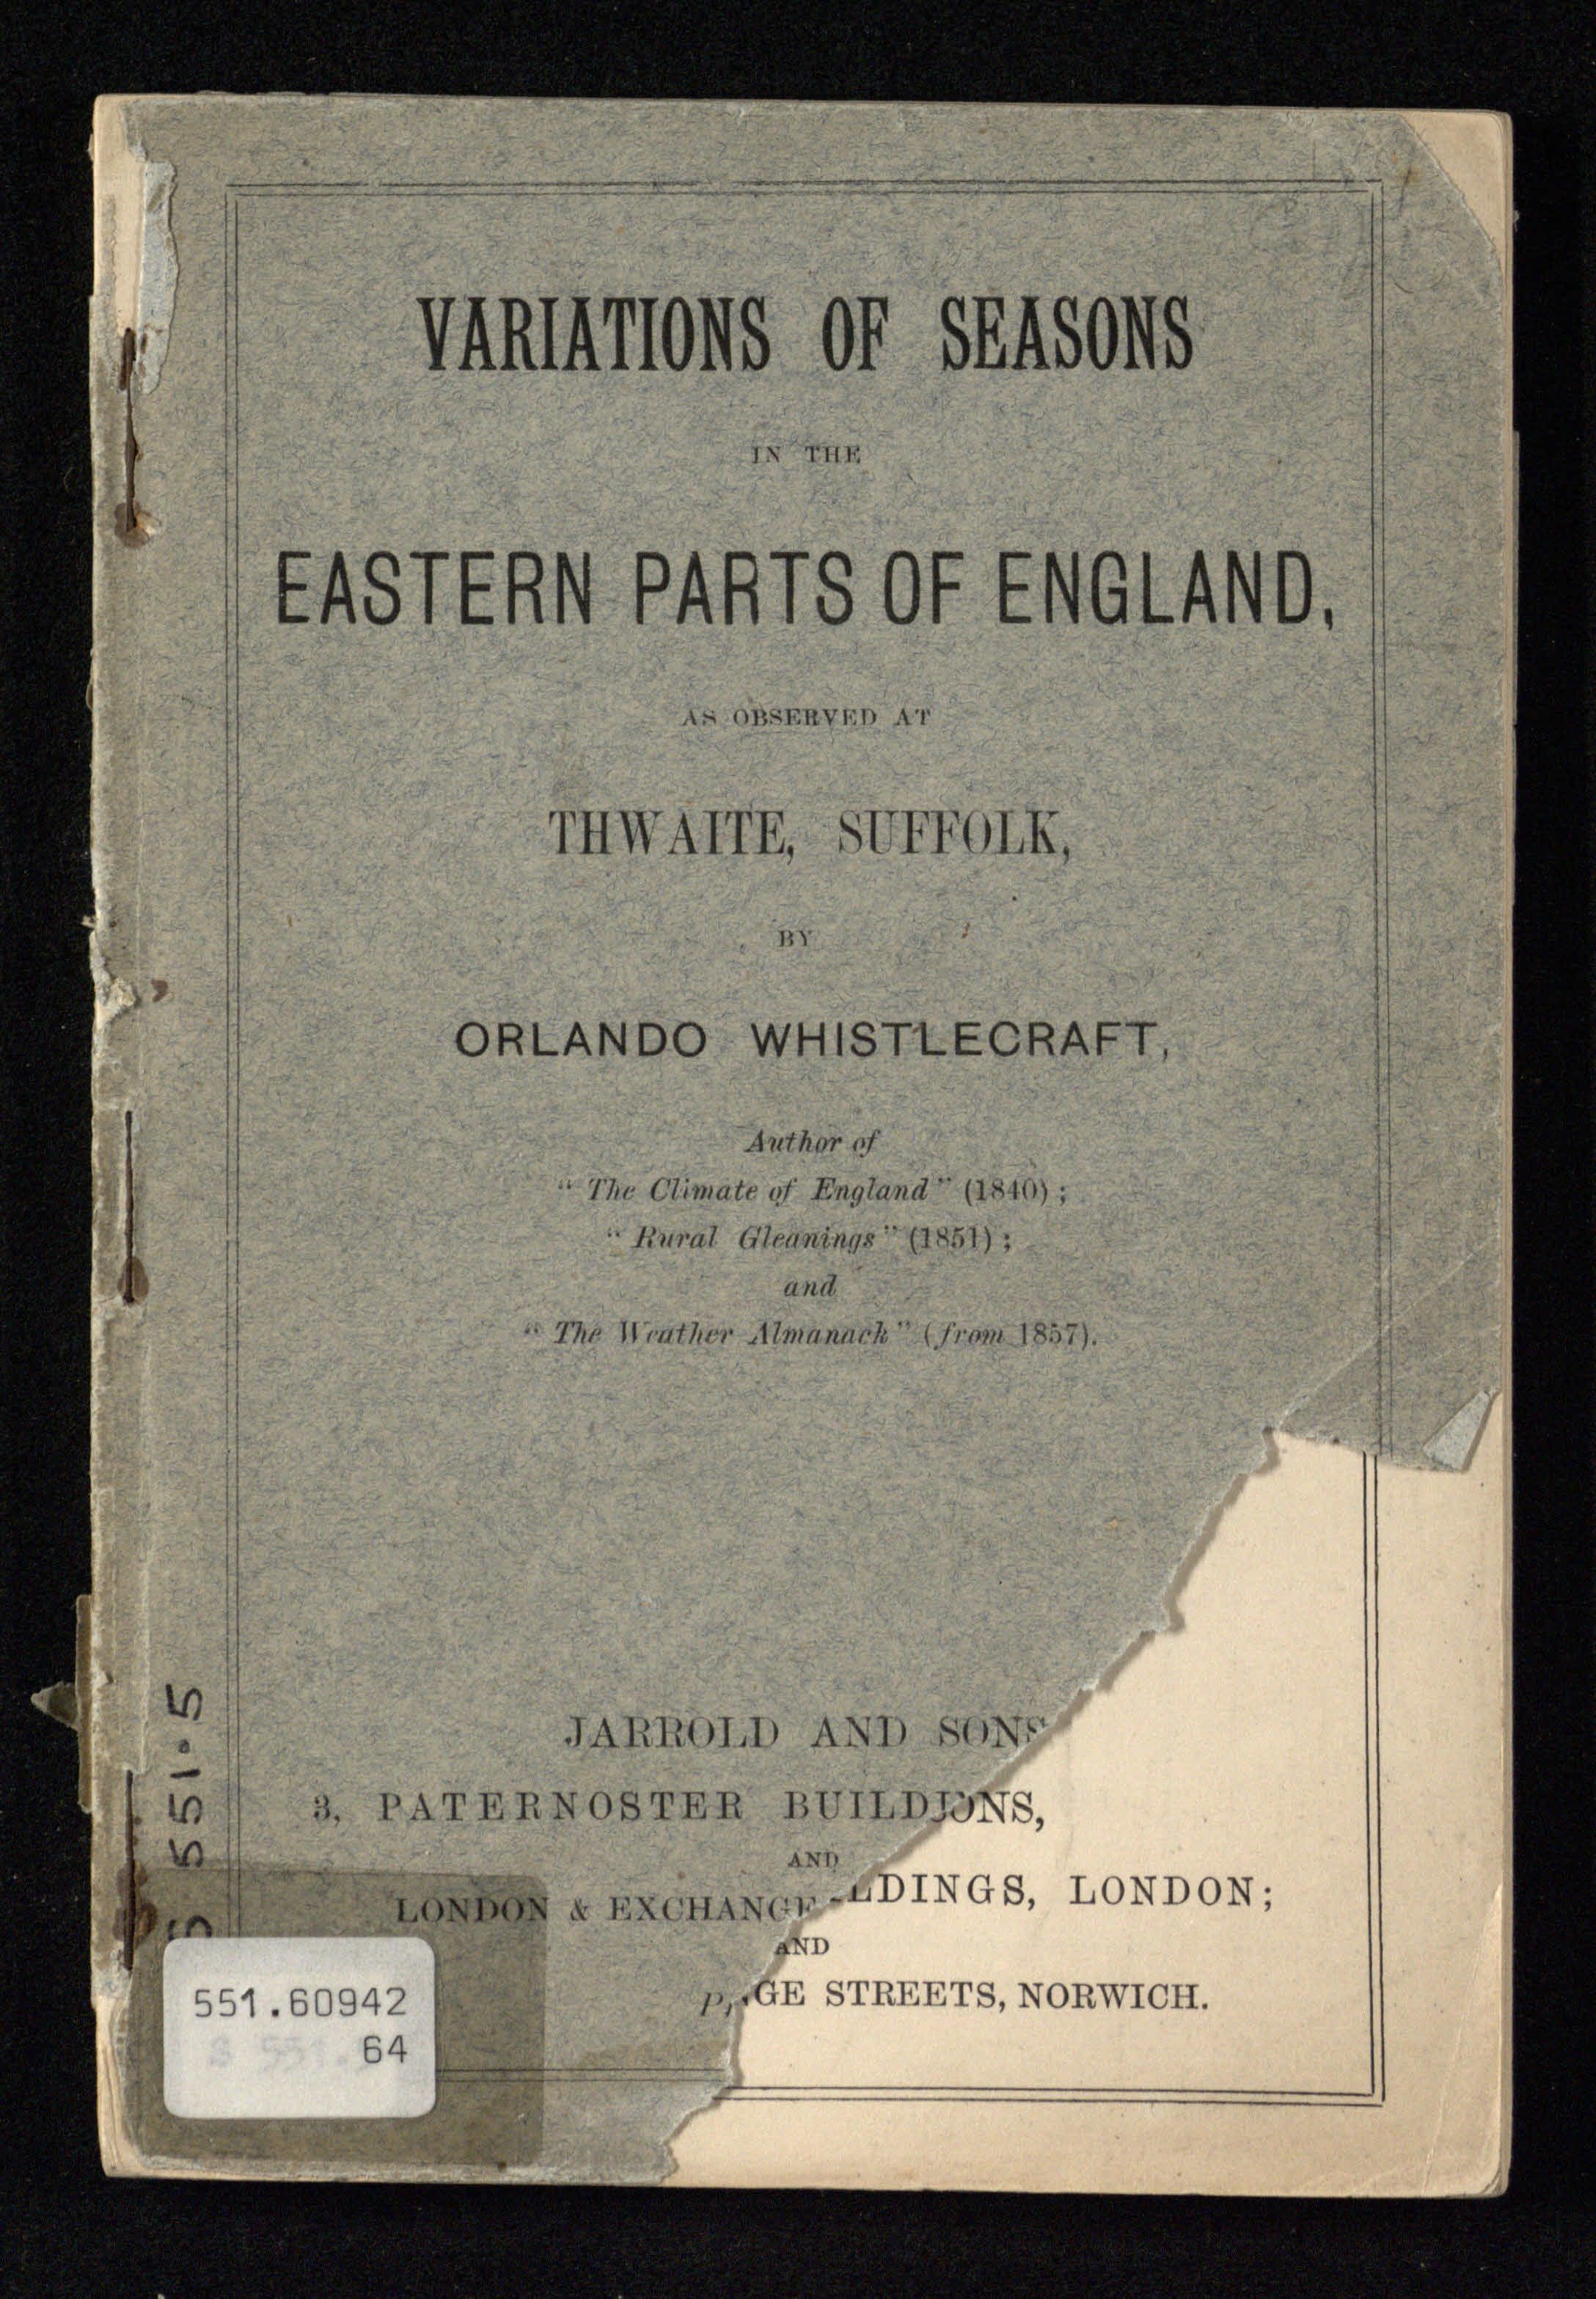 VARIATIONS OF SEASONS
IN THE
EASTERN PARTS OF ENGLAND,
AS OBSERVED AT
THWAITE, SUFFOLK,
BY
ORLANDO WHISTLECRAFT,
Author of
"The Climate of England" (1840);
"Rural Gleanings" (1851);
and
"The Weather Almanack" (from 1857).
JARROLD AND SONS
3, PATERNOSTER BUILD ONS,
AND
LONDON & EXCHANGE LDINGS, LONDON;
AND
GE STREETS, NORWICH.
551.5
551.60942
64